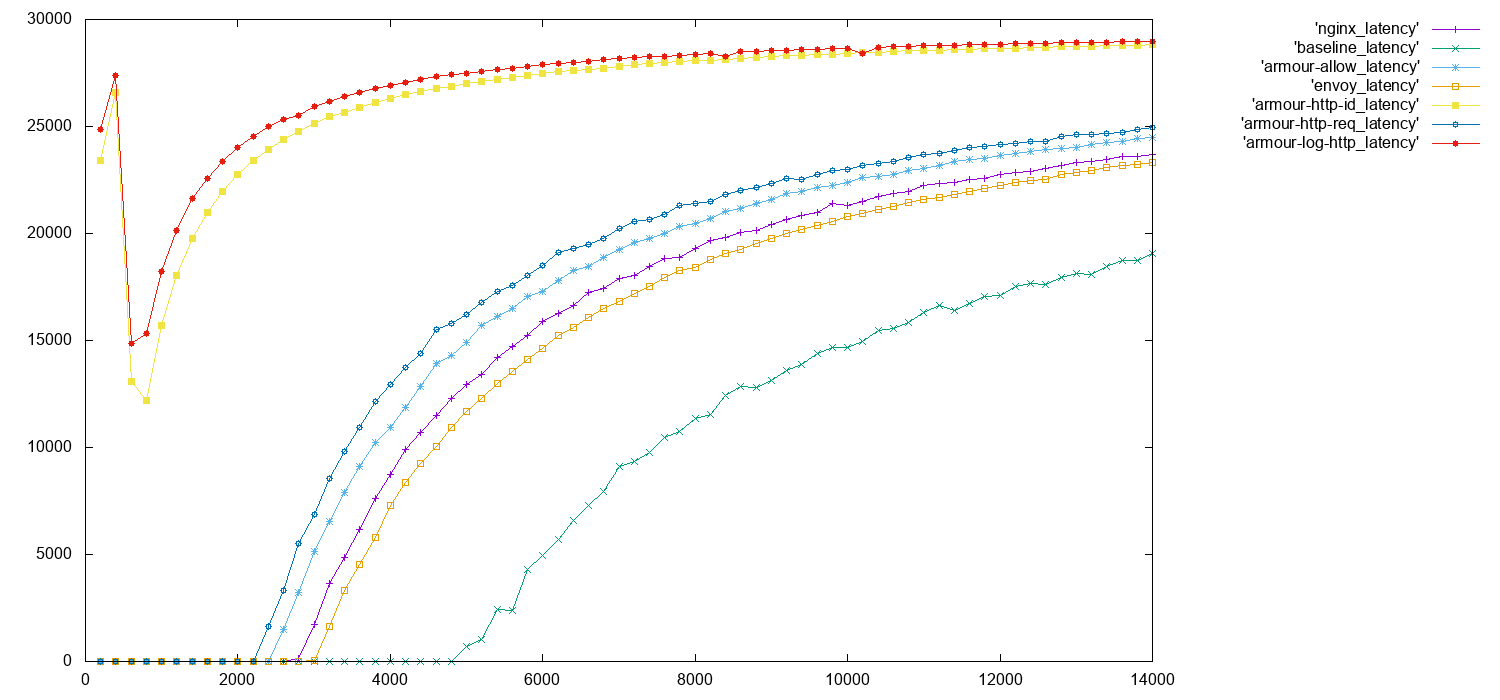 30000
25000
20000
15000
10000
5000
0
0 2000 4000 6000 8000 10000 12000 14000
'nginx_latency'
'baseline_latency'
'armour-allow_latency'
'envoy_latency'
'armour-http-id_latency'
'armour-http-req_latency'
'armour-log-http_latency'